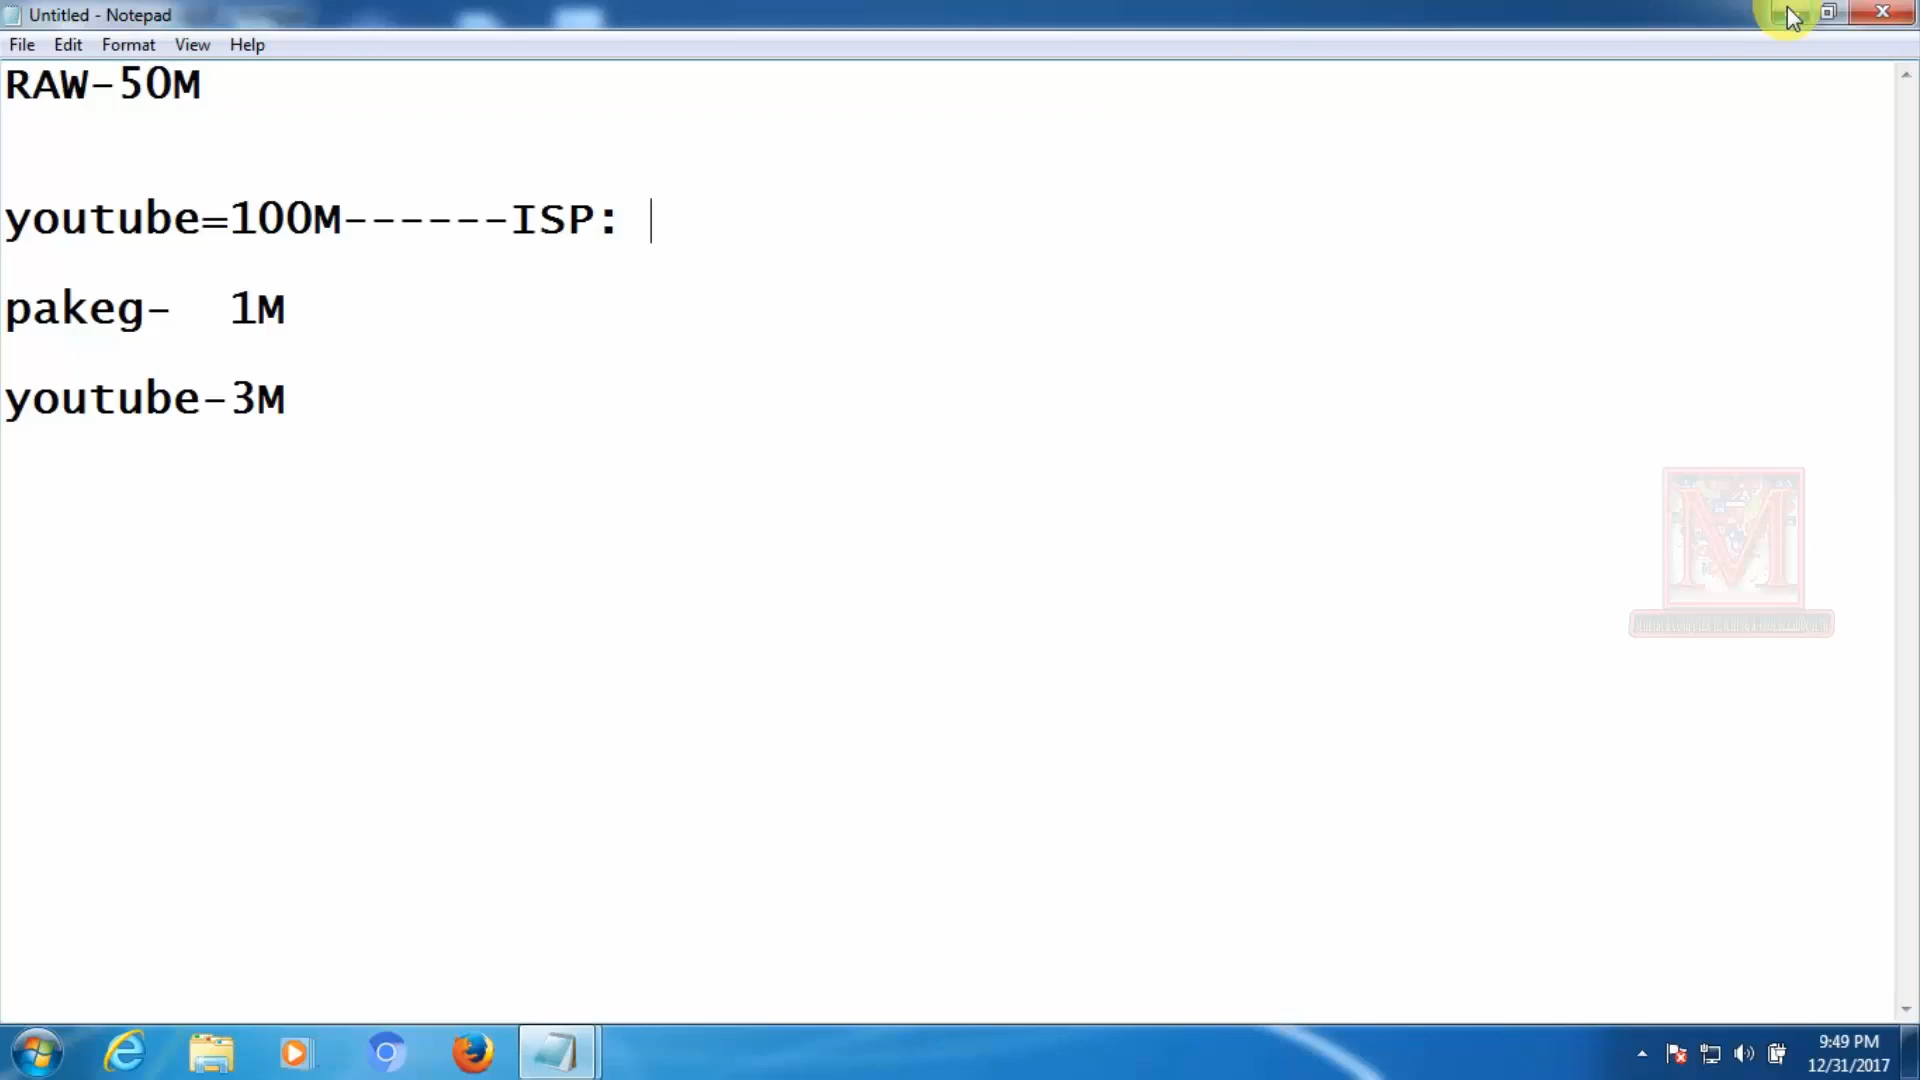 Untitled - Notepad
File Edit Format View Help
RAW-50M
youtube=100M------ISP:
pakeg- 1M
youtube-3M
M
9:49 PM
12/31/2017